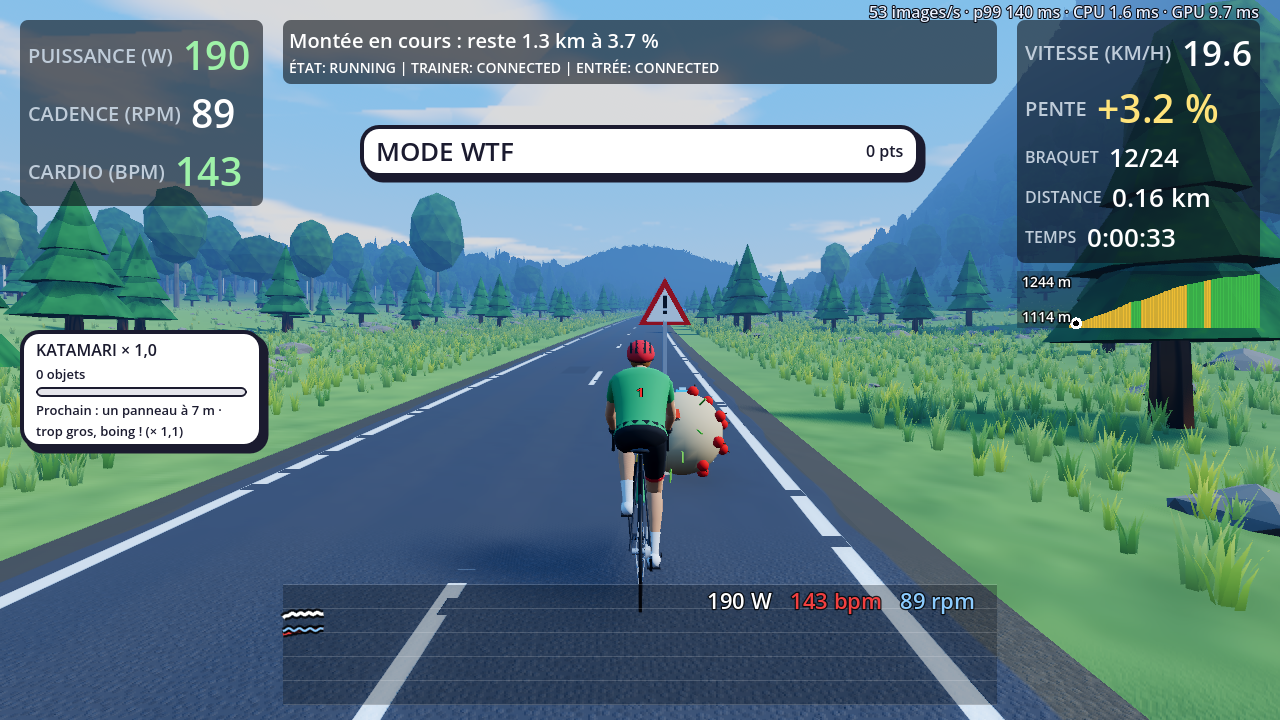 53 images/s · p99 140 ms · CPU 1.6 ms · GPU 9.7 ms
PUISSANCE (W) 190
CADENCE (RPM) 89
CARDIO (BPM) 143
Montée en cours : reste 1.3 km à 3.7 %
ÉTAT: RUNNING | TRAINER: CONNECTED | ENTRÉE: CONNECTED
MODE WTF 0 pts
VITESSE (KM/H) 19.6
PENTE +3.2 %
BRAQUET 12/24
DISTANCE 0.16 km
TEMPS 0:00:33
1244 m
1114 m
KATAMARI × 1,0
0 objets
Prochain : un panneau à 7 m ·
trop gros, boing ! (× 1,1)
!
1
190 W 143 bpm 89 rpm